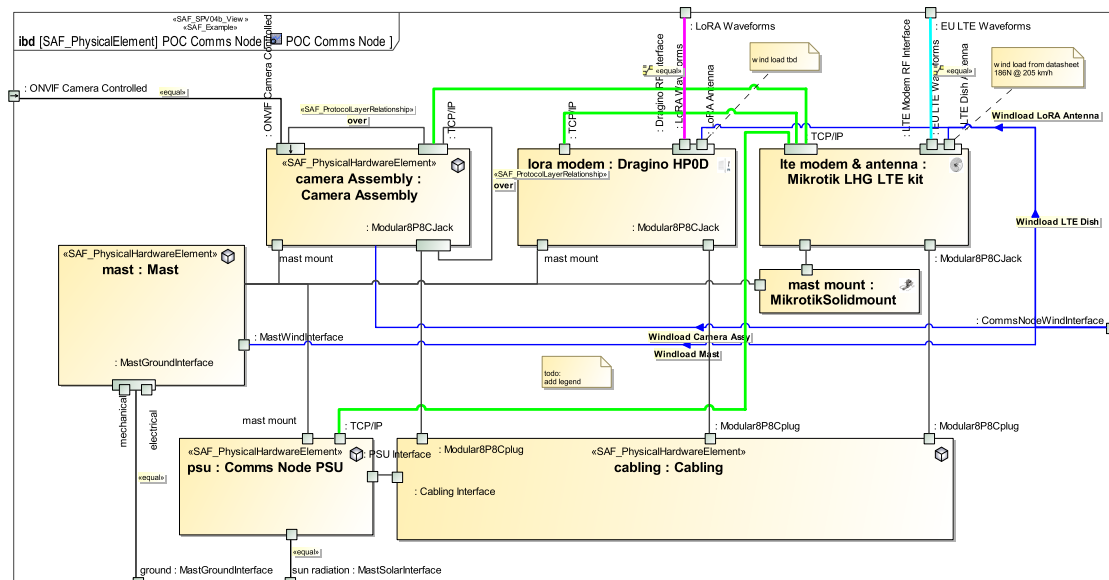 «SAF_SPV04b_View »
«SAF_Example»
ibd [SAF_PhysicalElement] POC Comms Node[ POC Comms Node ]
: LoRA Waveforms
: EU LTE Waveforms
: ONVIF Camera Controlled
«equal»
: ONVIF Camera Controlled
«SAF_ProtocolLayerRelationship»
over
: TCP/IP
: TCP/IP
: Dragino RF Interface
«equal»
: LoRA Waveforms
: LoRA Antenna
wind load tbd
TCP/IP
: LTE Modem RF Interface
: EU LTE Waveforms
«equal»
: LTE Dish Antenna
wind load from datasheet
186N @ 205 km/h
Windload LoRA Antenna
«SAF_PhysicalHardwareElement»
camera Assembly :
Camera Assembly
: Modular8P8CJack
«SAF_ProtocolLayerRelationship»
over
lora modem : Dragino HP0D
: Modular8P8CJack
lte modem & antenna :
Mikrotik LHG LTE kit
Windload LTE Dish
«SAF_PhysicalHardwareElement»
mast : Mast
mast mount
mast mount
: Modular8P8CJack
mast mount :
MikrotikSolidmount
: CommsNodeWindInterface
: MastWindInterface
Windload Camera Assy
Windload Mast
: MastGroundInterface
todo:
add legend
mechanical
electrical
mast mount
: TCP/IP
: Modular8P8Cplug
: Modular8P8Cplug
: Modular8P8Cplug
«SAF_PhysicalHardwareElement»
psu : Comms Node PSU
: PSU Interface
«SAF_PhysicalHardwareElement»
cabling : Cabling
«equal»
: Cabling Interface
«equal»
ground : MastGroundInterface
sun radiation : MastSolarInterface